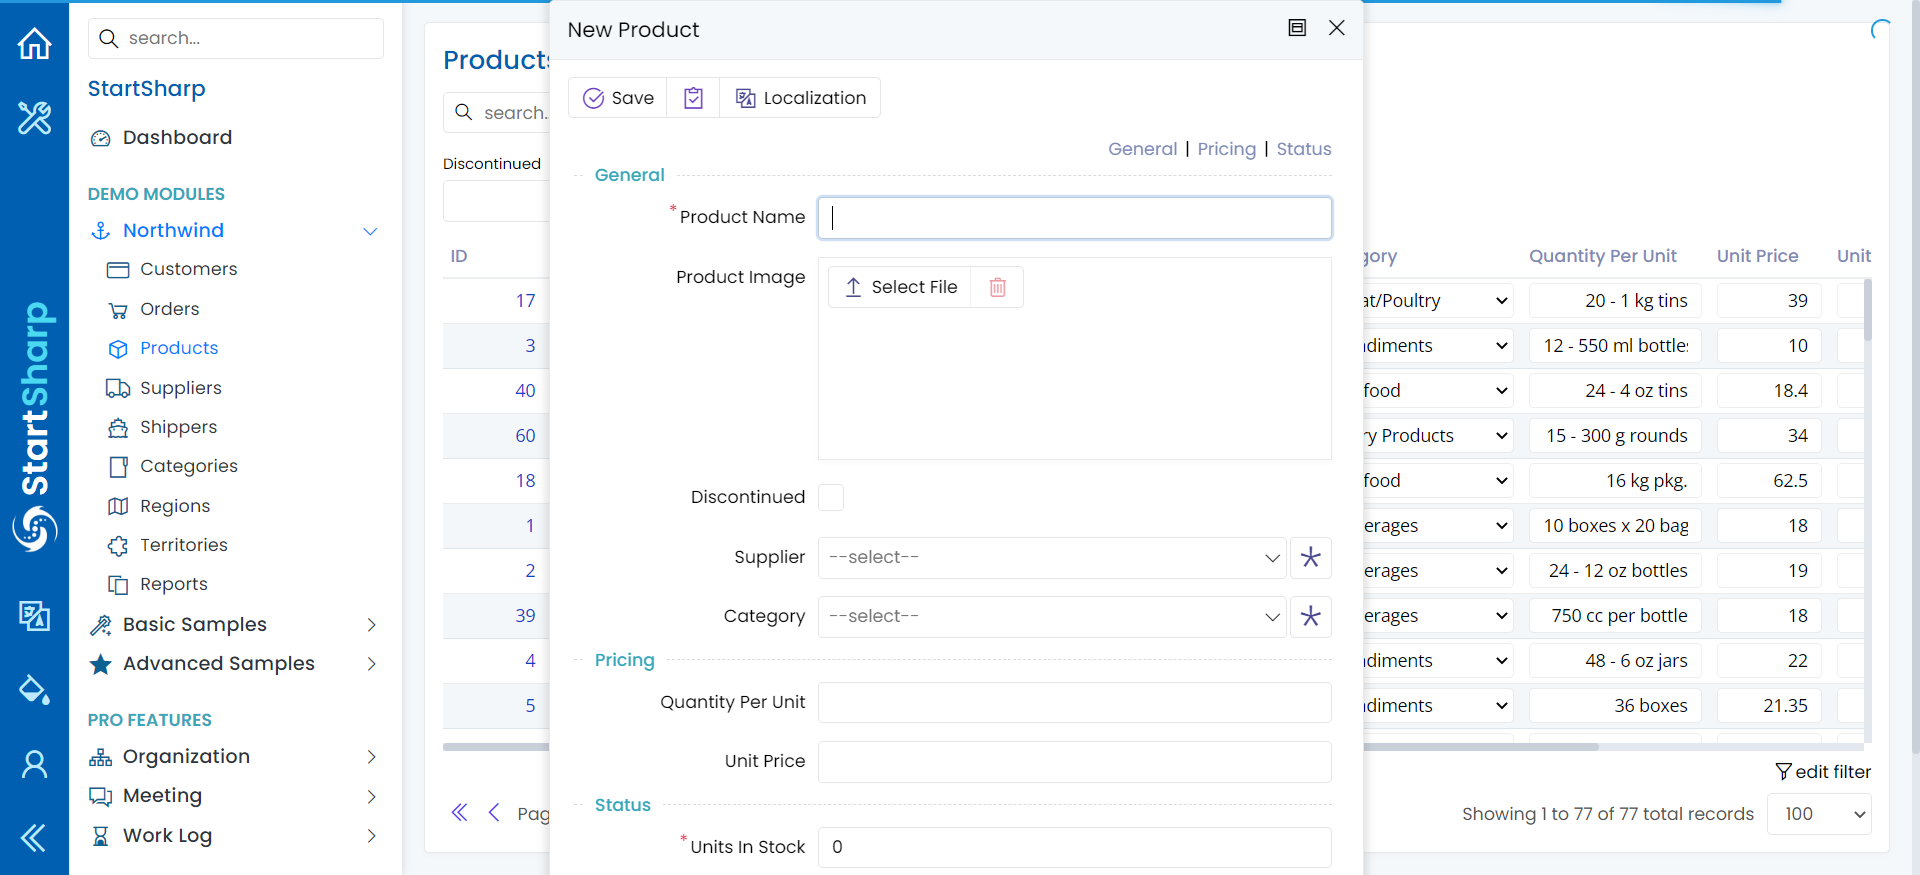 search...
StartSharp
Dashboard
DEMO MODULES
Northwind
Customers
Orders
Products
Suppliers
Shippers
Categories
Regions
Territories
Reports
Basic Samples
Advanced Samples
PRO FEATURES
Organization
Meeting
Work Log
StartSharp
Products
search...
Discontinued
ID
17
3
40
60
18
1
2
39
4
5
Pag
New Product
Save
Localization
General | Pricing | Status
General
* Product Name
Product Image
Select File
Discontinued
Supplier
--select--
Category
--select--
Pricing
Quantity Per Unit
Unit Price
Status
* Units In Stock
0
gory Quantity Per Unit Unit Price Unit
at/Poultry 20 - 1 kg tins 39
diments 12 - 550 ml bottles 10
food 24 - 4 oz tins 18.4
ry Products 15 - 300 g rounds 34
food 16 kg pkg. 62.5
erages 10 boxes x 20 bag 18
erages 24 - 12 oz bottles 19
erages 750 cc per bottle 18
diments 48 - 6 oz jars 22
diments 36 boxes 21.35
edit filter
Showing 1 to 77 of 77 total records
100